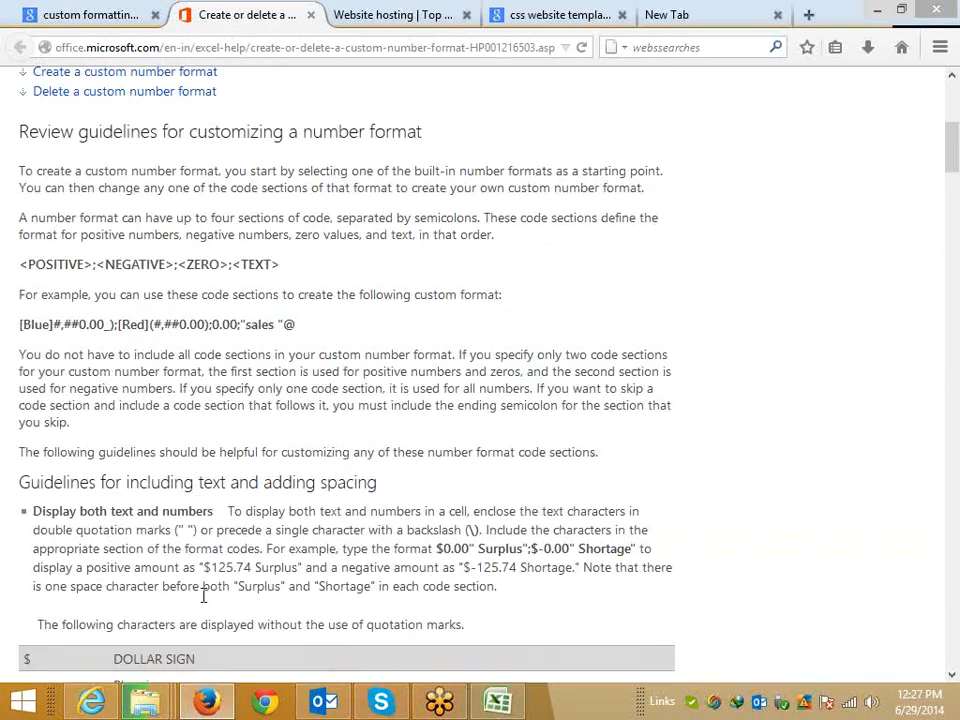 custom formattin...
Create or delete a ...
Website hosting | Top ...
css website templa...
New Tab
office.microsoft.com/en-in/excel-help/create-or-delete-a-custom-number-format-HP001216503.asp
webssearches
Create a custom number format
Delete a custom number format
Review guidelines for customizing a number format
To create a custom number format, you start by selecting one of the built-in number formats as a starting point.
You can then change any one of the code sections of that format to create your own custom number format.
A number format can have up to four sections of code, separated by semicolons. These code sections define the
format for positive numbers, negative numbers, zero values, and text, in that order.
<POSITIVE>;<NEGATIVE>;<ZERO>;<TEXT>
For example, you can use these code sections to create the following custom format:
[Blue]#,##0.00_);[Red](#,##0.00);0.00;"sales "@
You do not have to include all code sections in your custom number format. If you specify only two code sections
for your custom number format, the first section is used for positive numbers and zeros, and the second section is
used for negative numbers. If you specify only one code section, it is used for all numbers. If you want to skip a
code section and include a code section that follows it, you must include the ending semicolon for the section that
you skip.
The following guidelines should be helpful for customizing any of these number format code sections.
Guidelines for including text and adding spacing
Display both text and numbers To display both text and numbers in a cell, enclose the text characters in
double quotation marks (" ") or precede a single character with a backslash (\). Include the characters in the
appropriate section of the format codes. For example, type the format $0.00" Surplus";$-0.00" Shortage" to
display a positive amount as "$125.74 Surplus" and a negative amount as "$-125.74 Shortage." Note that there
is one space character before both "Surplus" and "Shortage" in each code section.
The following characters are displayed without the use of quotation marks.
$ DOLLAR SIGN
Links
12:27 PM
6/29/2014